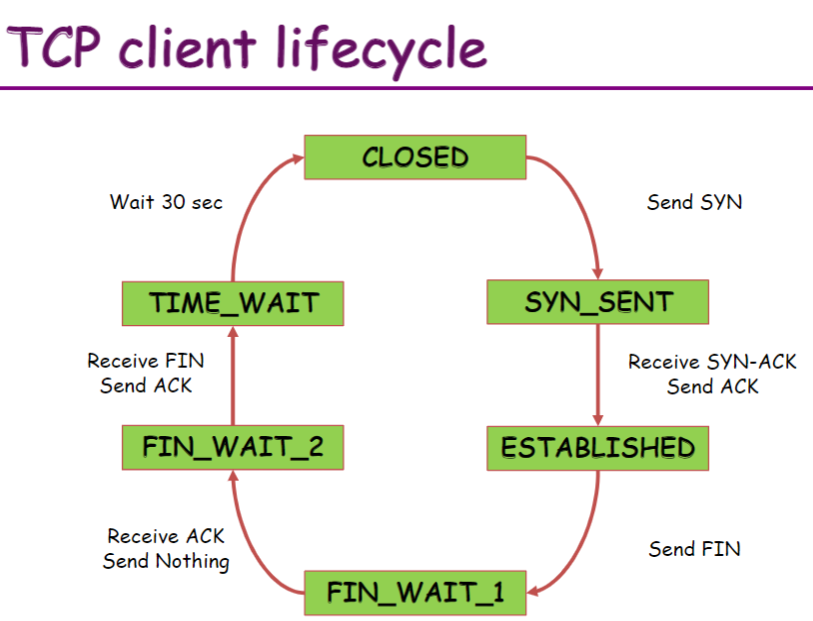 TCP client lifecycle
CLOSED
Wait 30 sec
Send SYN
TIME_WAIT
SYN_SENT
Receive FIN
Send ACK
Receive SYN-ACK
Send ACK
FIN_WAIT_2
ESTABLISHED
Receive ACK
Send Nothing
Send FIN
FIN_WAIT_1